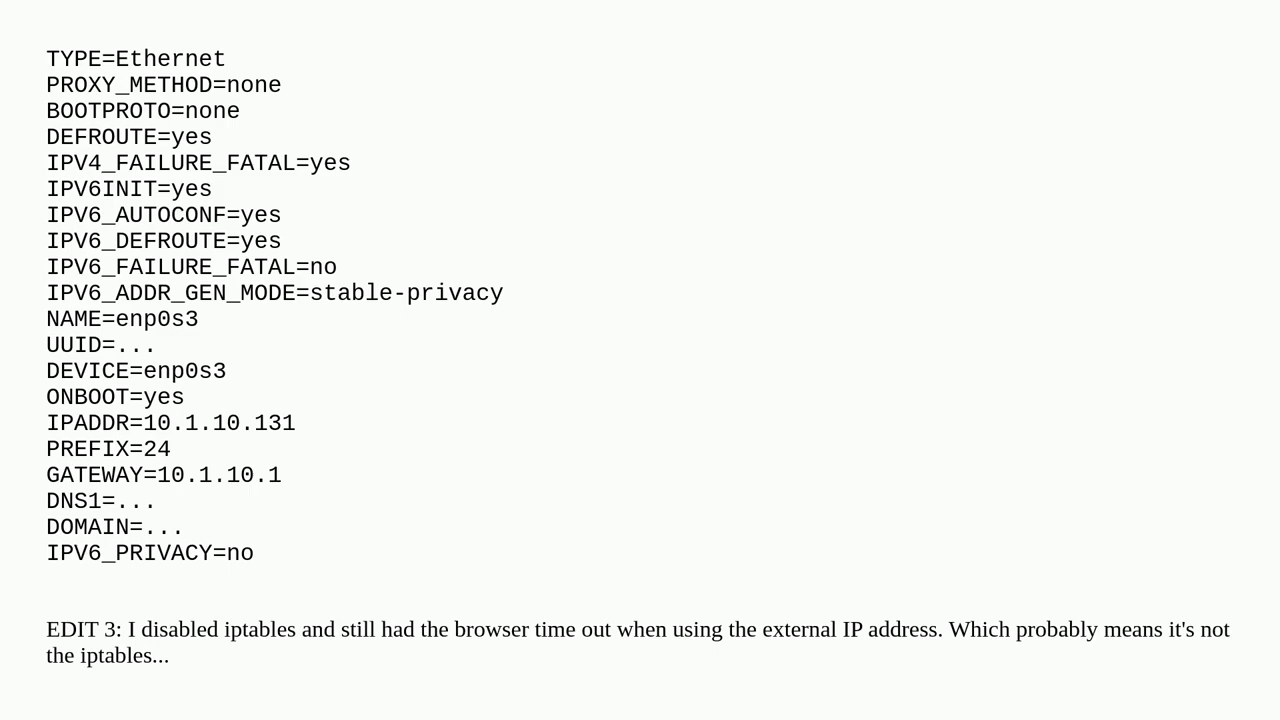 TYPE=Ethernet
PROXY_METHOD=none
BOOTPROTO=none
DEFROUTE=yes
IPV4_FAILURE_FATAL=yes
IPV6INIT=yes
IPV6_AUTOCONF=yes
IPV6_DEFROUTE=yes
IPV6_FAILURE_FATAL=no
IPV6_ADDR_GEN_MODE=stable-privacy
NAME=enp0s3
UUID=...
DEVICE=enp0s3
ONBOOT=yes
IPADDR=10.1.10.131
PREFIX=24
GATEWAY=10.1.10.1
DNS1=...
DOMAIN=...
IPV6_PRIVACY=no
EDIT 3: I disabled iptables and still had the browser time out when using the external IP address. Which probably means it's not
the iptables...